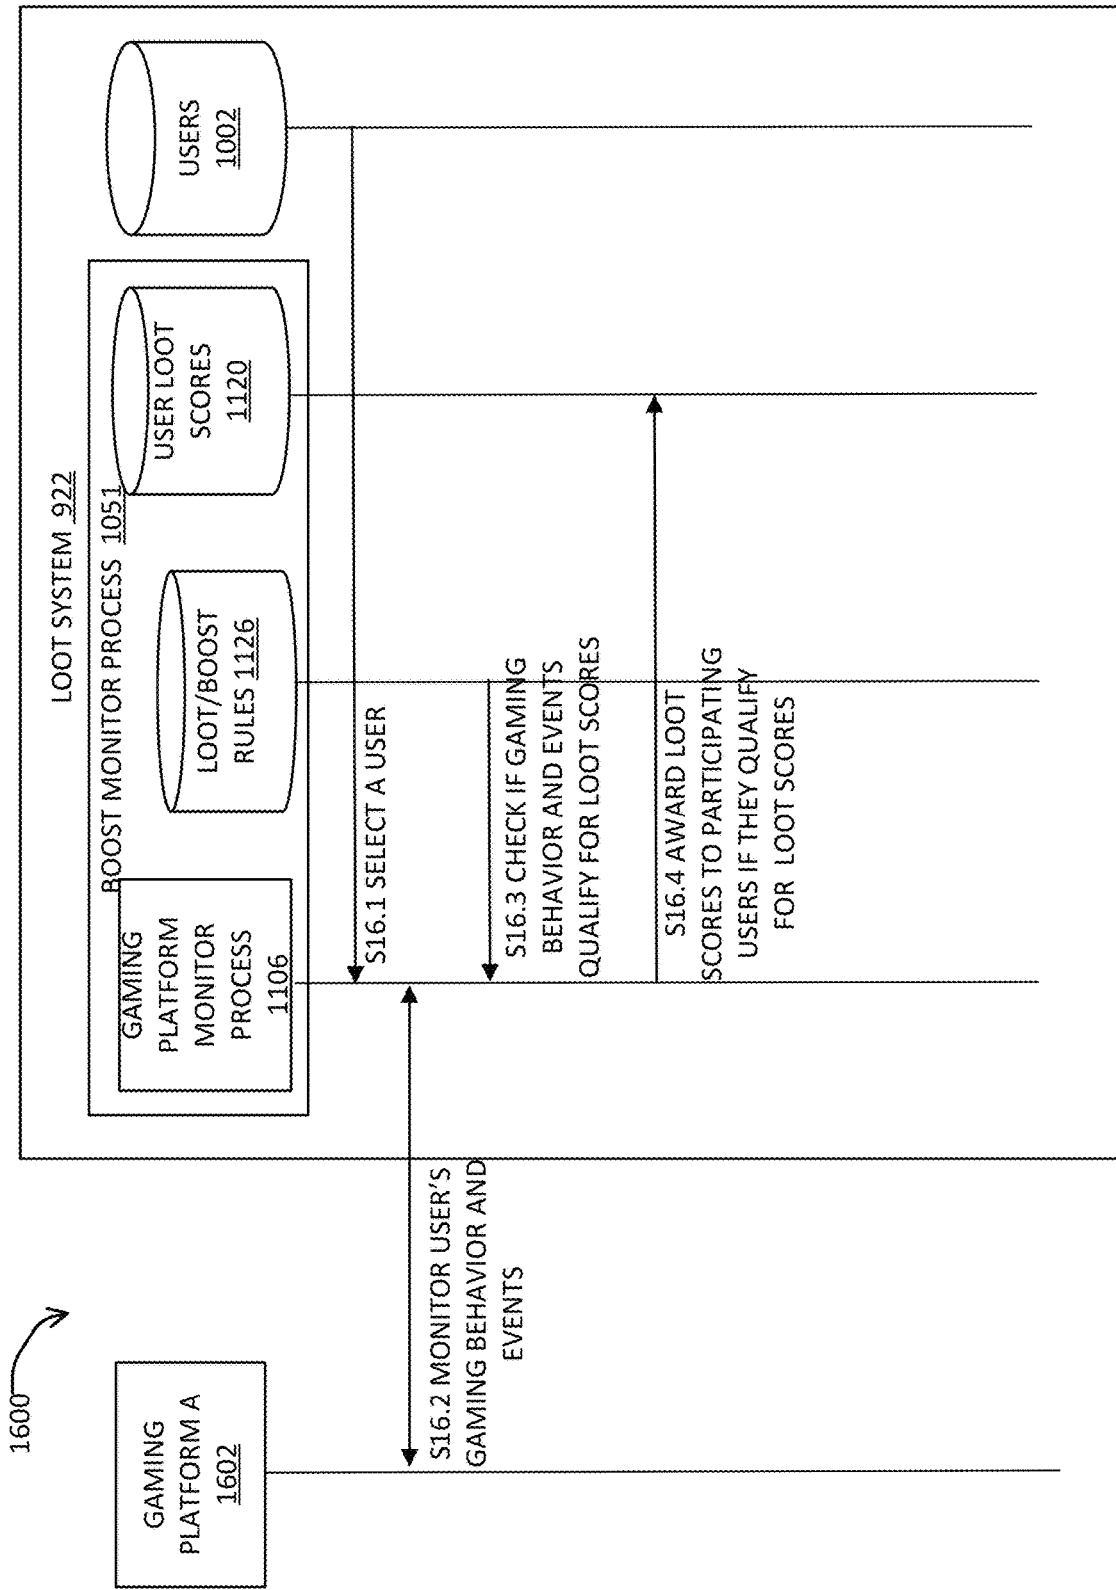 1600
GAMING
PLATFORM A
1602
LOOT SYSTEM 922
BOOST MONITOR PROCESS 1051
GAMING
PLATFORM
MONITOR
PROCESS
1106
LOOT/BOOST
RULES 1126
USER LOOT
SCORES
1120
USERS
1002
S16.1 SELECT A USER
S16.2 MONITOR USER'S
GAMING BEHAVIOR AND
EVENTS
S16.3 CHECK IF GAMING
BEHAVIOR AND EVENTS
QUALIFY FOR LOOT SCORES
S16.4 AWARD LOOT
SCORES TO PARTICIPATING
USERS IF THEY QUALIFY
FOR LOOT SCORES